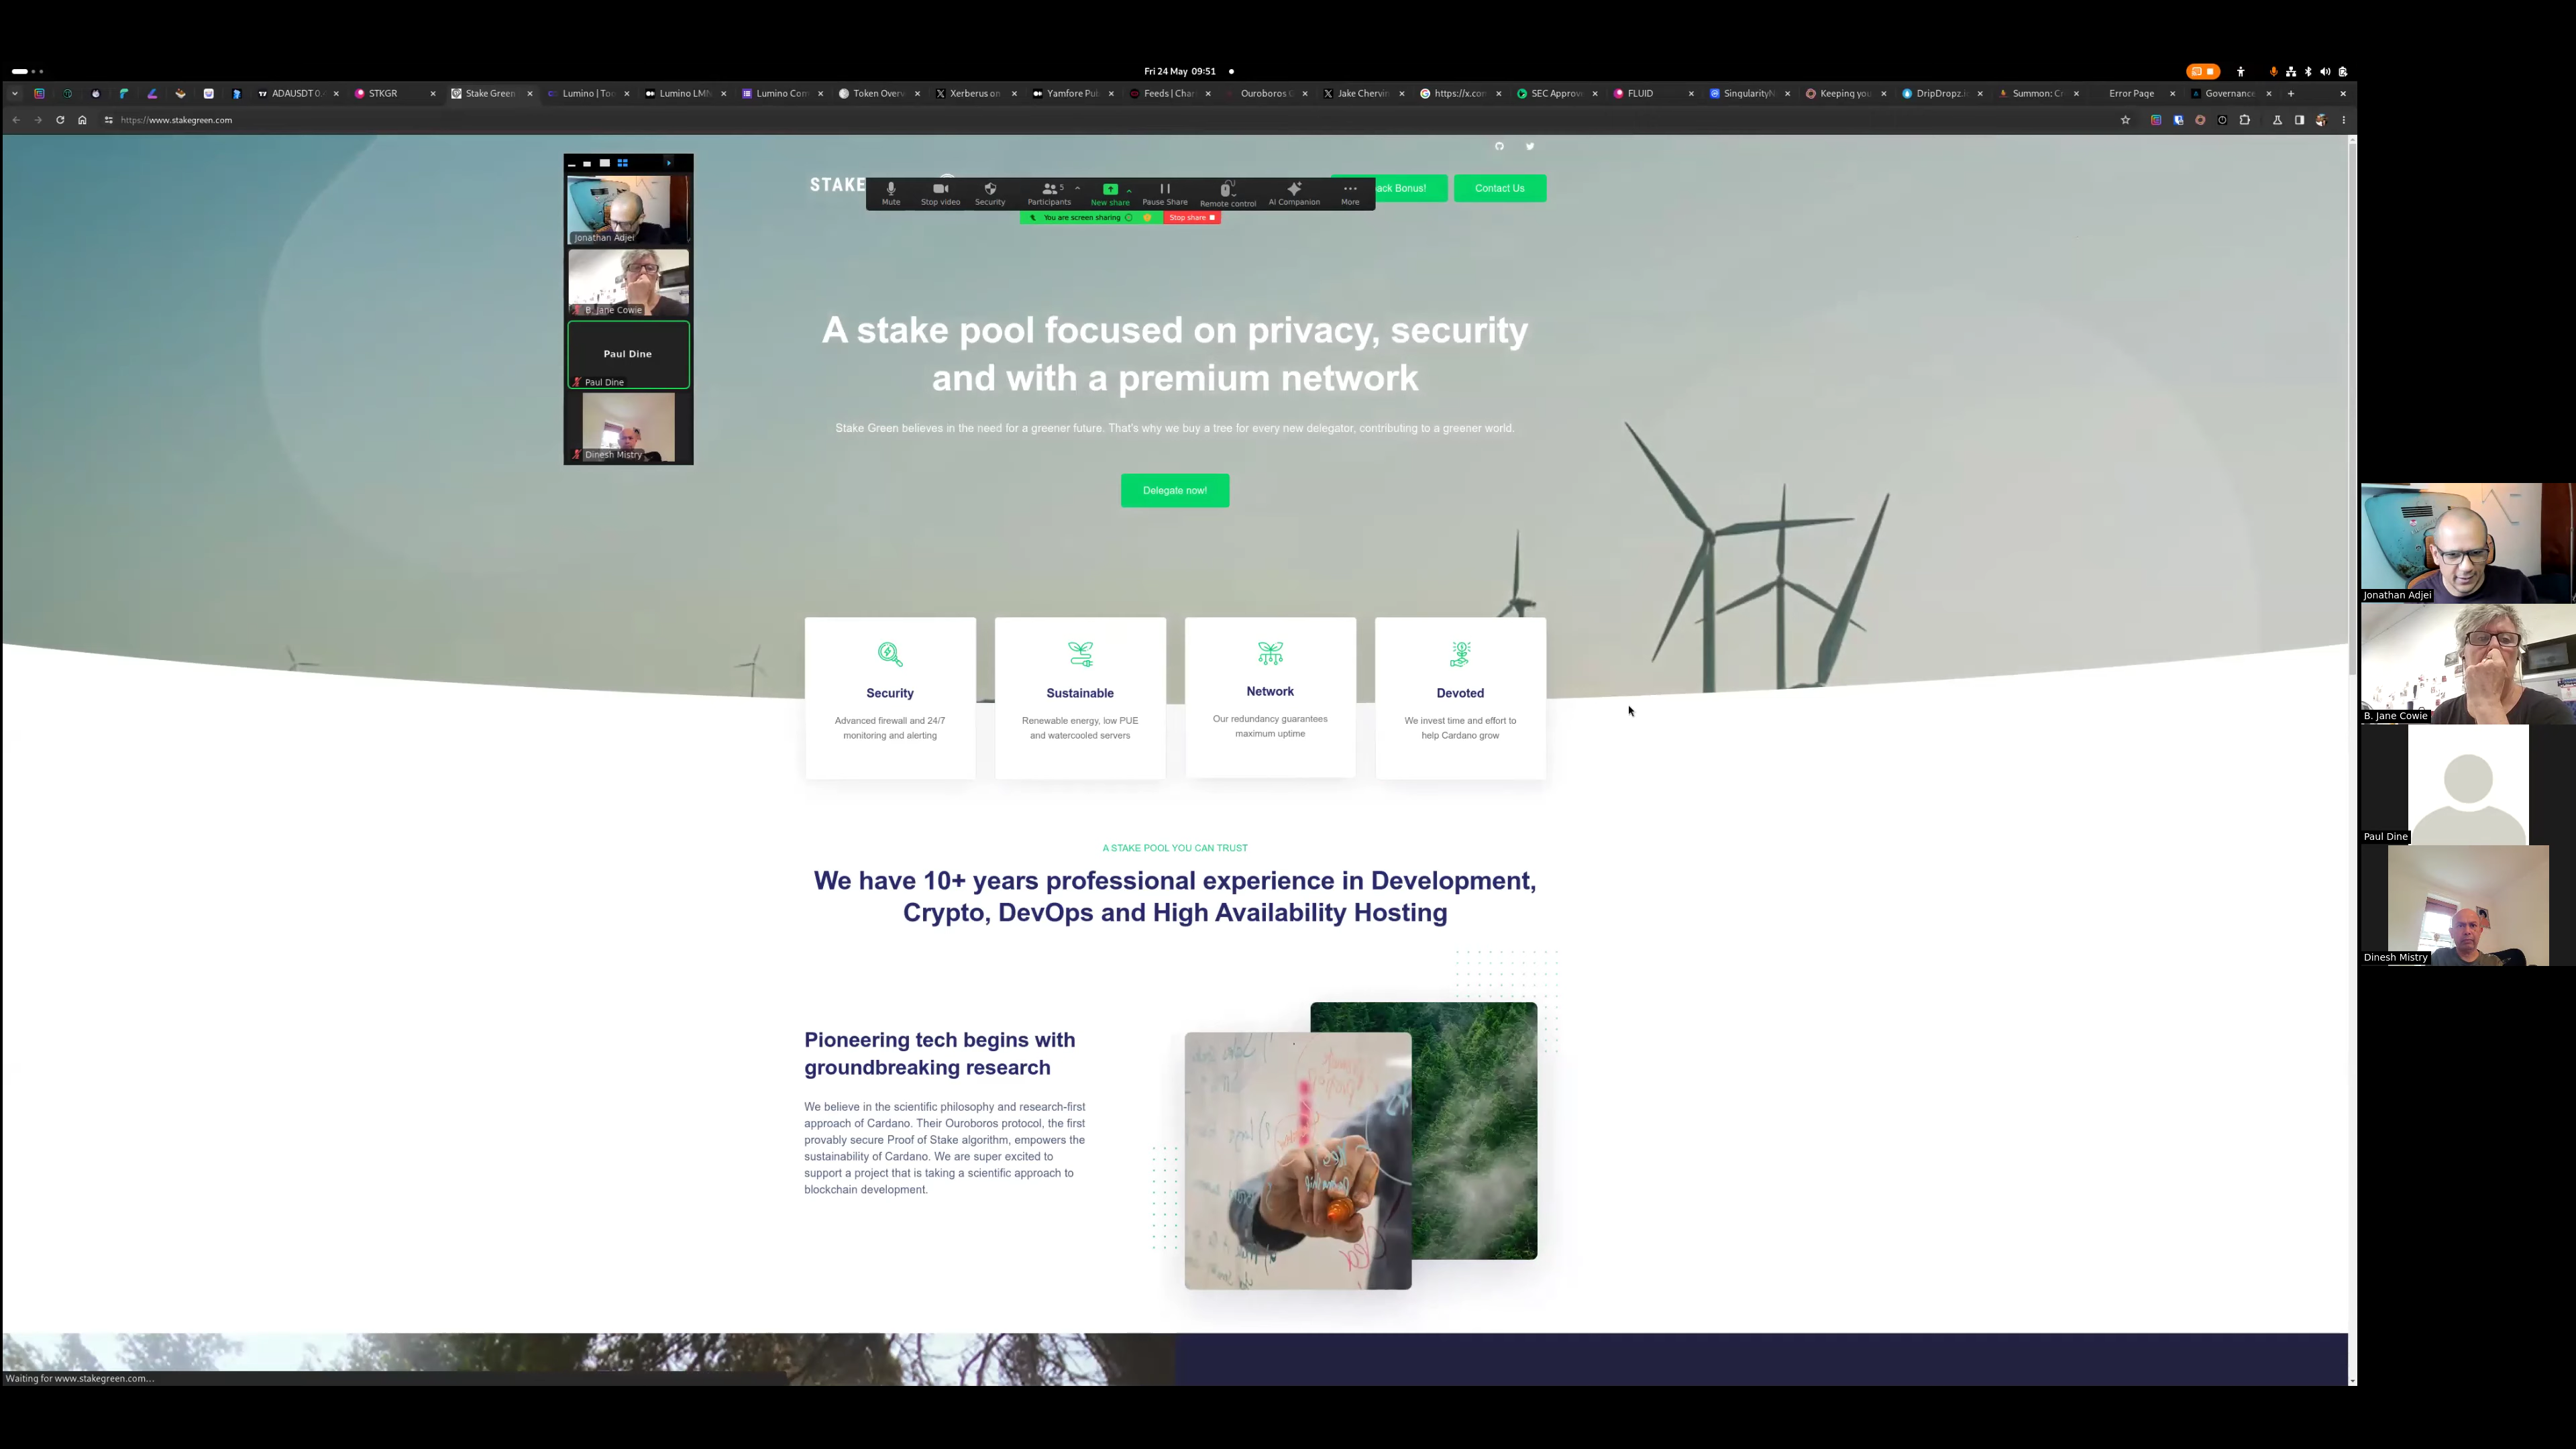 Fri 24 May 09:51
ADAUSDT 0.
STKGR
Stake Green
Lumino | To
Lumino LM
Lumino Co
Token Over
Xerberus on
Yamfore Pu
Feeds | Cha
Ouroboros
Jake Chervin
https://x.co
SEC Approv
FLUID
SingularityN
Keeping you
DripDropz.i
Summon: C
Error Page
Governance
https://www.stakegreen.com
STAKE
Mute
Stop video
Security
Participants
5
New share
Pause Share
Remote control
AI Companion
More
You are screen sharing
Stop share
ack Bonus!
Contact Us
Jonathan Adjei
B. Jane Cowie
Paul Dine
Paul Dine
Dinesh Mistry
A stake pool focused on privacy, security
and with a premium network
Stake Green believes in the need for a greener future. That's why we buy a tree for every new delegator, contributing to a greener world.
Delegate now!
Security
Advanced firewall and 24/7
monitoring and alerting
Sustainable
Renewable energy, low PUE
and watercooled servers
Network
Our redundancy guarantees
maximum uptime
Devoted
We invest time and effort to
help Cardano grow
A STAKE POOL YOU CAN TRUST
We have 10+ years professional experience in Development,
Crypto, DevOps and High Availability Hosting
Pioneering tech begins with
groundbreaking research
We believe in the scientific philosophy and research-first
approach of Cardano. Their Ouroboros protocol, the first
provably secure Proof of Stake algorithm, empowers the
sustainability of Cardano. We are super excited to
support a project that is taking a scientific approach to
blockchain development.
Waiting for www.stakegreen.com...
Jonathan Adjei
B. Jane Cowie
Paul Dine
Dinesh Mistry